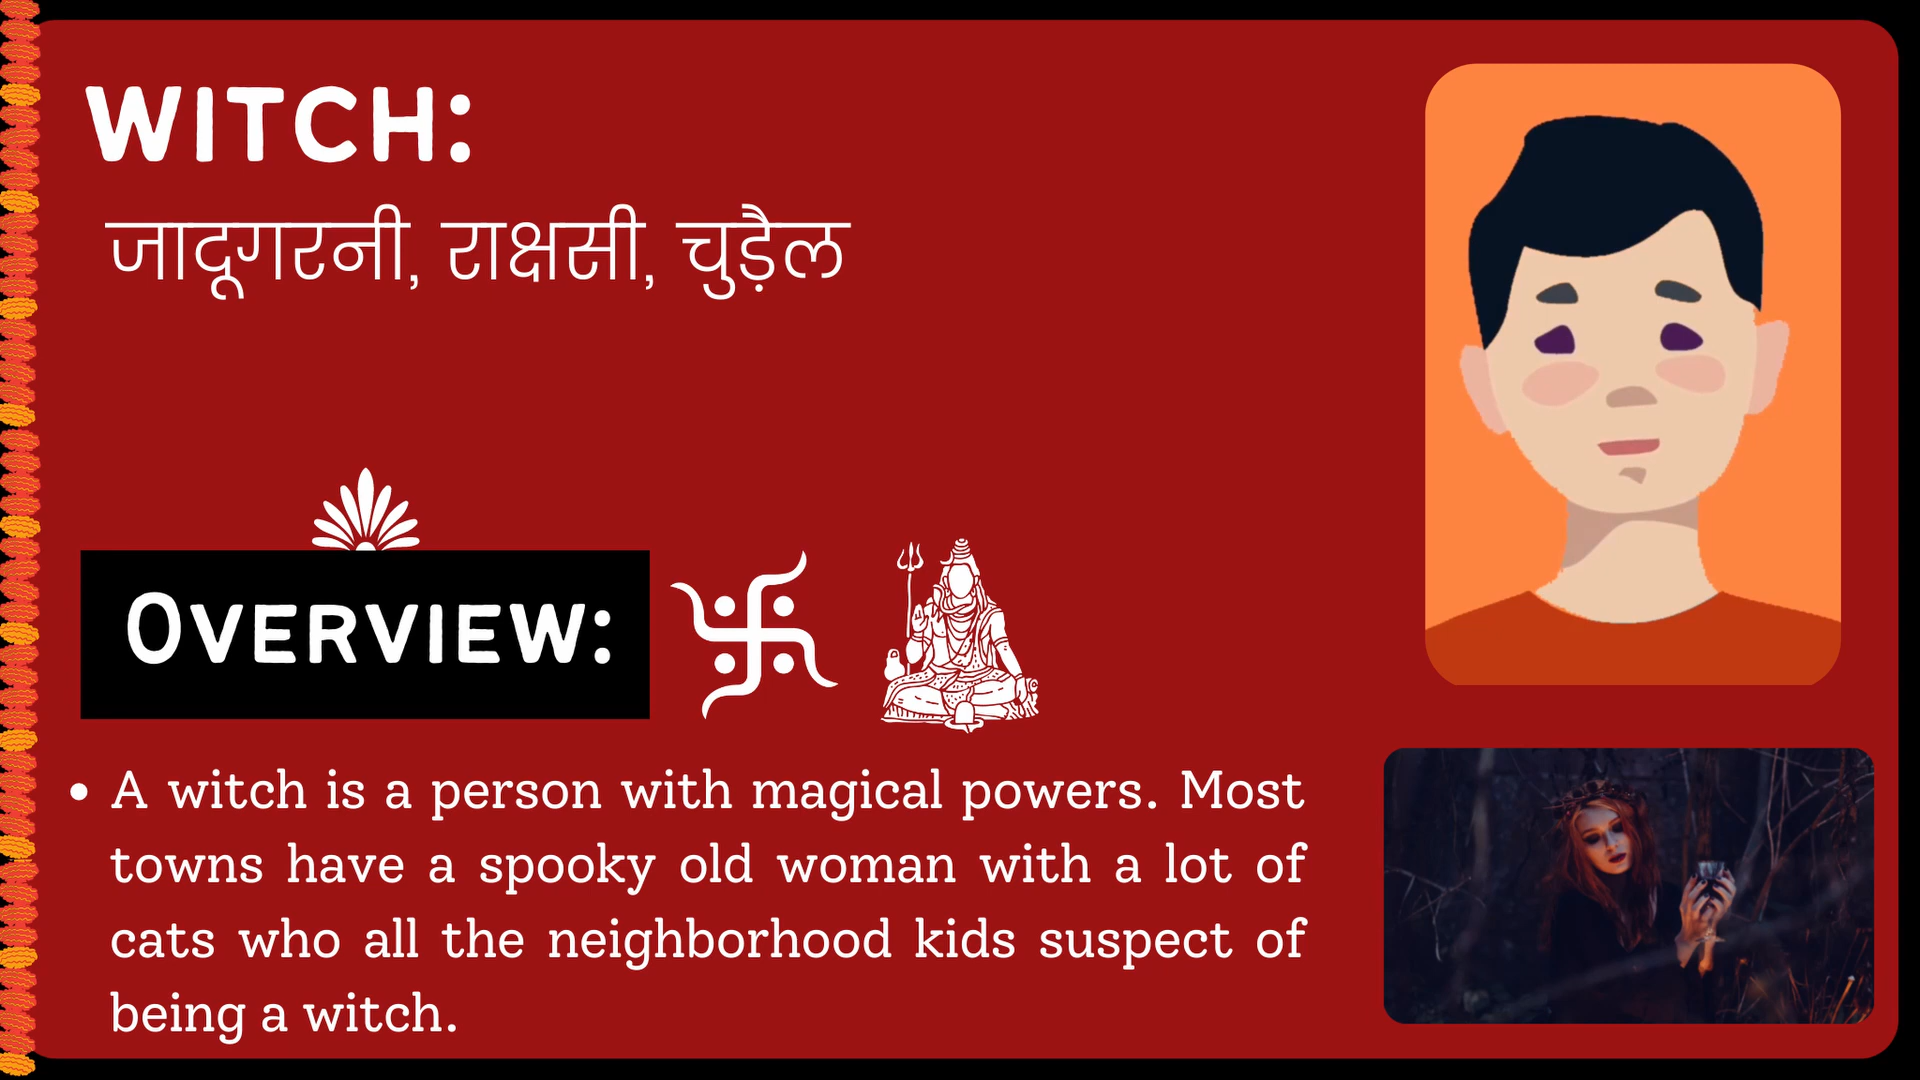 WITCH:
जादूगरनी, राक्षसी, चुड़ैल
OVERVIEW:
• A witch is a person with magical powers. Most
towns have a spooky old woman with a lot of
cats who all the neighborhood kids suspect of
being a witch.